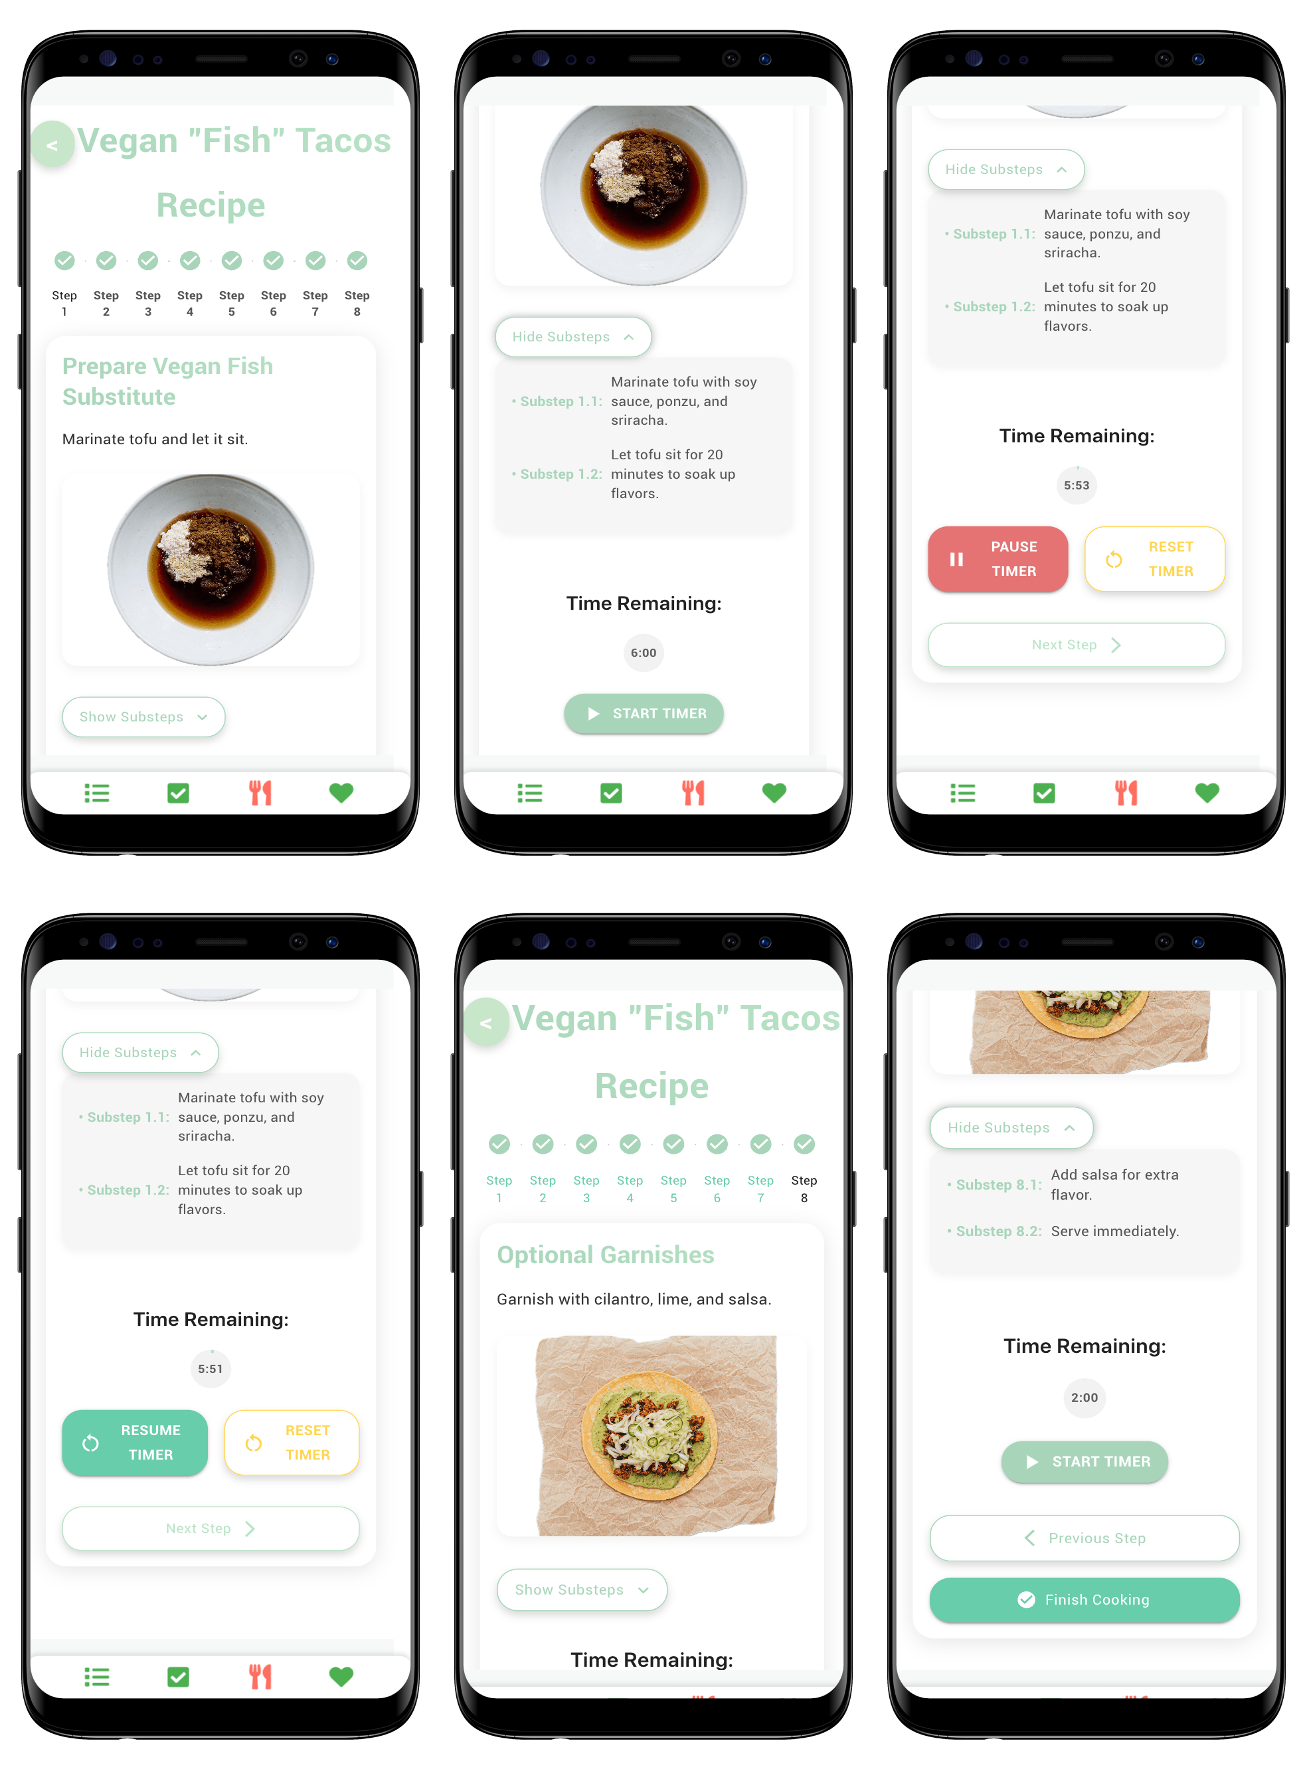 < Vegan "Fish" Tacos
Recipe
Step Step Step Step Step Step Step Step
1 2 3 4 5 6 7 8
Prepare Vegan Fish
Substitute
Marinate tofu and let it sit.
Show Substeps
Hide Substeps
Marinate tofu with soy
• Substep 1.1: sauce, ponzu, and
sriracha.
Let tofu sit for 20
• Substep 1.2: minutes to soak up
flavors.
Time Remaining:
6:00
START TIMER
Hide Substeps
Marinate tofu with soy
• Substep 1.1: sauce, ponzu, and
sriracha.
Let tofu sit for 20
• Substep 1.2: minutes to soak up
flavors.
Time Remaining:
5:53
PAUSE
TIMER
RESET
TIMER
Next Step
Hide Substeps
Marinate tofu with soy
• Substep 1.1: sauce, ponzu, and
sriracha.
Let tofu sit for 20
• Substep 1.2: minutes to soak up
flavors.
Time Remaining:
5:51
RESUME
TIMER
RESET
TIMER
Next Step
< Vegan "Fish" Tacos
Recipe
Step Step Step Step Step Step Step Step
1 2 3 4 5 6 7 8
Optional Garnishes
Garnish with cilantro, lime, and salsa.
Show Substeps
Time Remaining:
Hide Substeps
Add salsa for extra
• Substep 8.1:
flavor.
• Substep 8.2: Serve immediately.
Time Remaining:
2:00
START TIMER
Previous Step
Finish Cooking